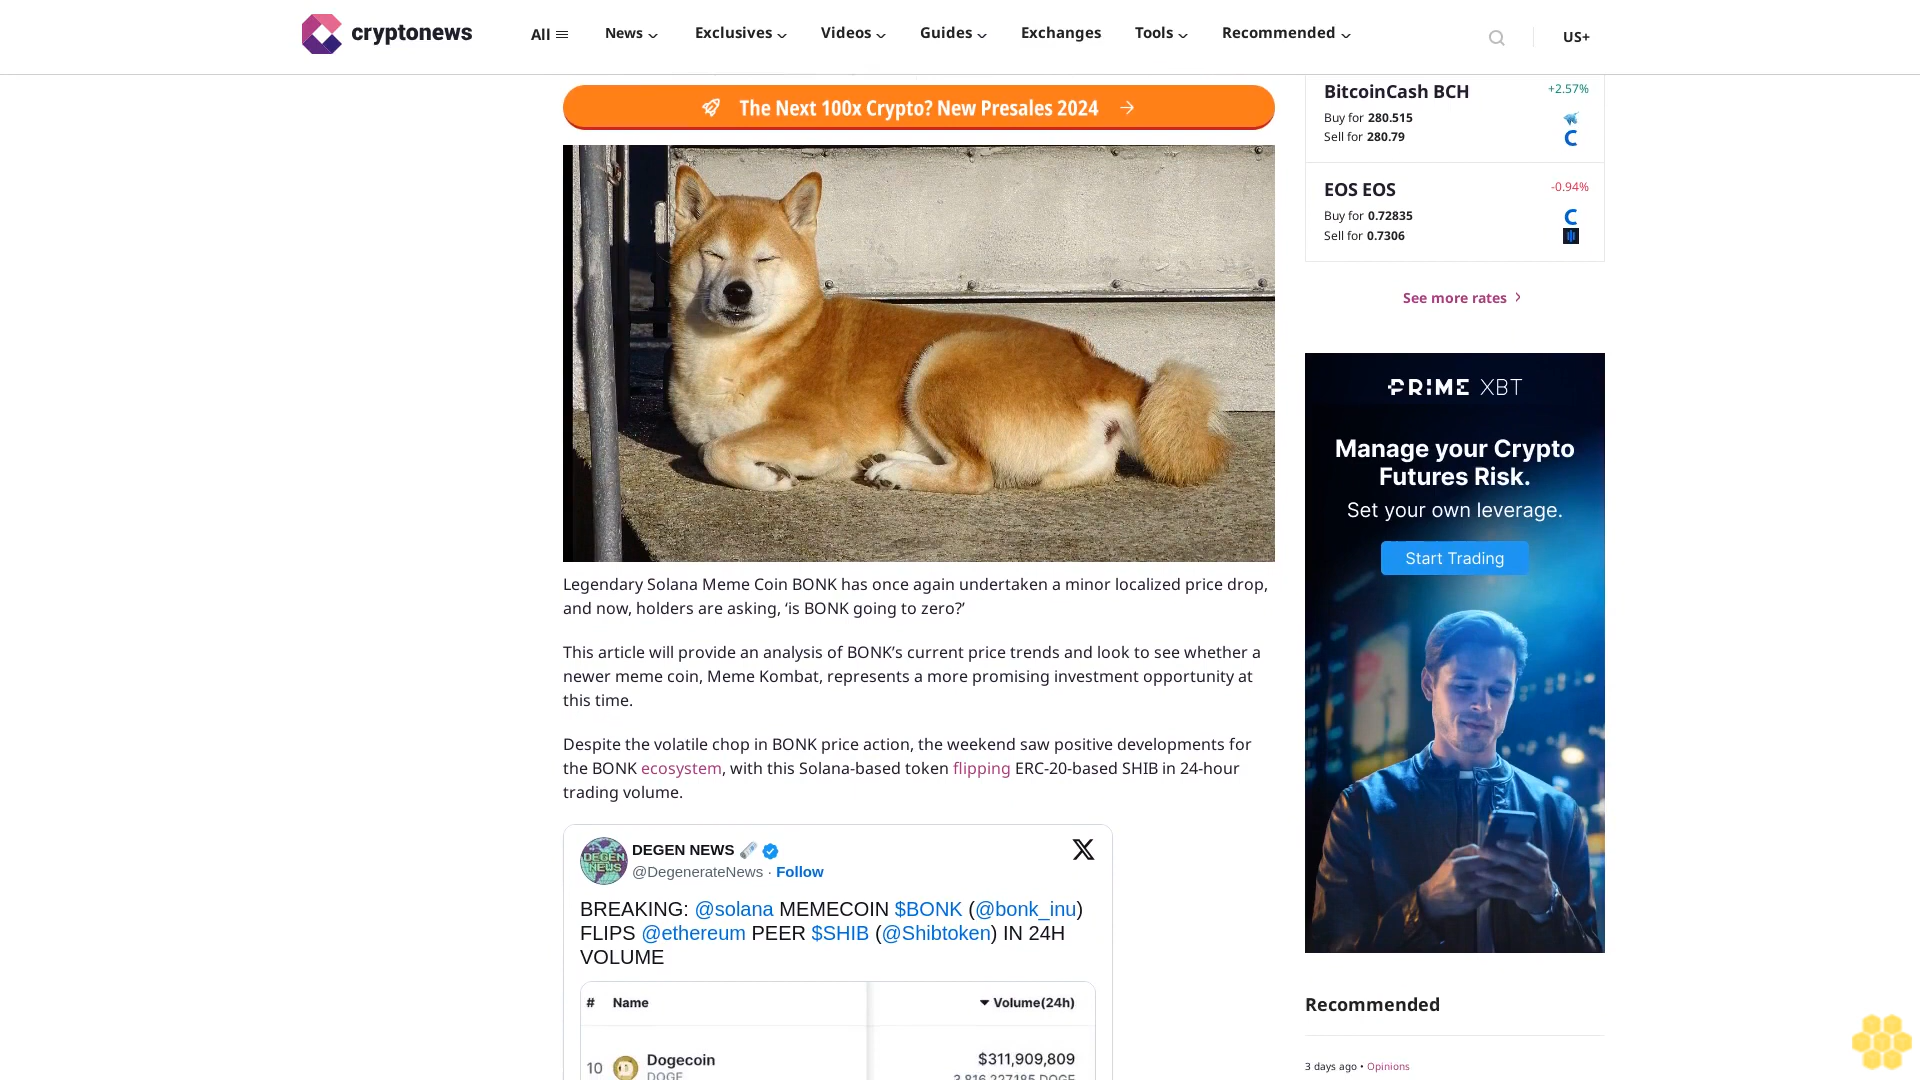 cryptonews
All
News
Exclusives
Videos
Guides
Exchanges
Tools
Recommended
US+
The Next 100x Crypto? New Presales 2024
Legendary Solana Meme Coin BONK has once again undertaken a minor localized price drop,
and now, holders are asking, ‘is BONK going to zero?’
This article will provide an analysis of BONK’s current price trends and look to see whether a
newer meme coin, Meme Kombat, represents a more promising investment opportunity at
this time.
Despite the volatile chop in BONK price action, the weekend saw positive developments for
the BONK ecosystem, with this Solana-based token flipping ERC-20-based SHIB in 24-hour
trading volume.
DEGEN NEWS
DEGEN NEWS
@DegenerateNews · Follow
BREAKING: @solana MEMECOIN $BONK (@bonk_inu)
FLIPS @ethereum PEER $SHIB (@Shibtoken) IN 24H
VOLUME
# Name Volume(24h)
10 Dogecoin $311,909,809
DOGE 3,816,227,185 DOGE
BitcoinCash BCH +2.57%
Buy for 280.515
Sell for 280.79
EOS EOS -0.94%
Buy for 0.72835
Sell for 0.7306
See more rates
PRIME XBT
Manage your Crypto
Futures Risk.
Set your own leverage.
Start Trading
Recommended
3 days ago • Opinions